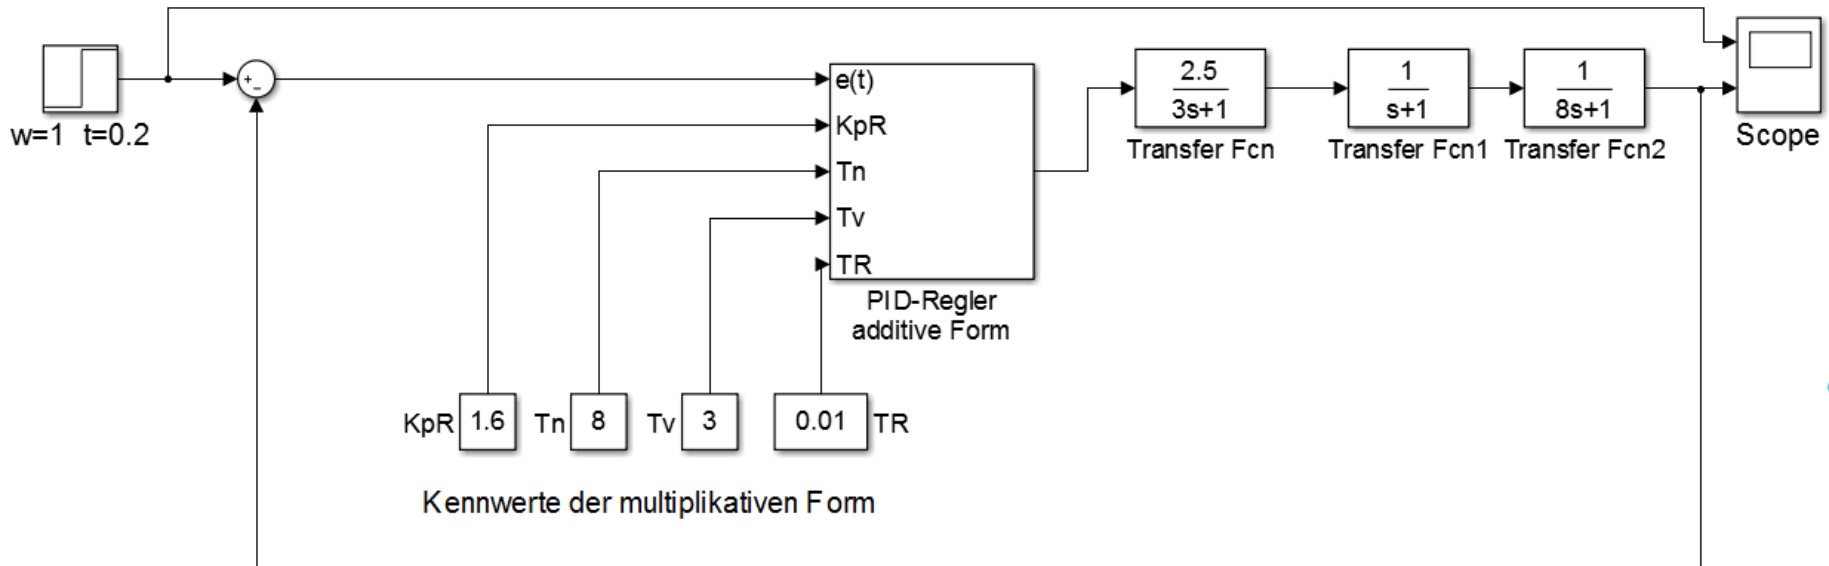 w=1 t=0.2
+
−
e(t)
KpR
Tn
Tv
TR
PID-Regler
additive Form
2.5
3s+1
Transfer Fcn
1
s+1
Transfer Fcn1
1
8s+1
Transfer Fcn2
Scope
KpR 1.6 Tn 8 Tv 3 0.01 TR
Kennwerte der multiplikativen Form